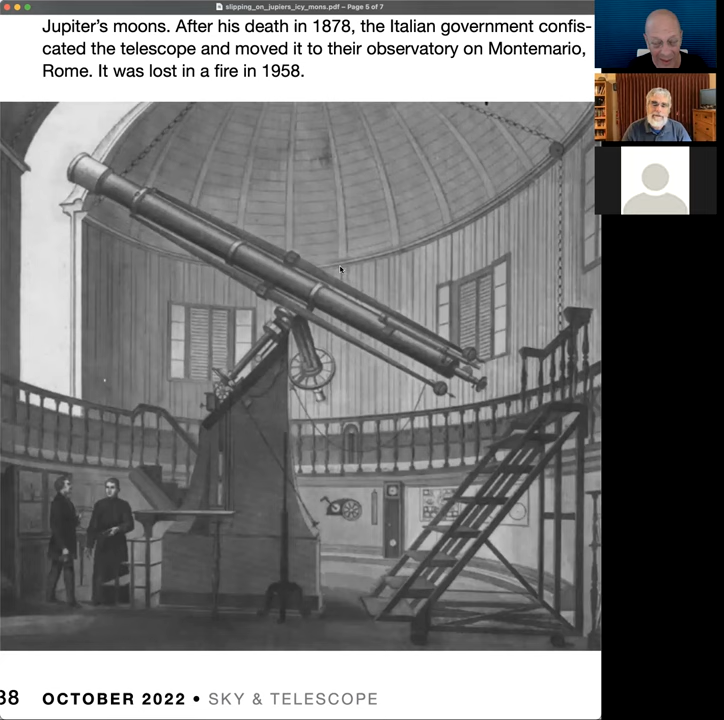 slipping_on_jupiers_icy_mons.pdf – Page 5 of 7
Jupiter's moons. After his death in 1878, the Italian government confis-
cated the telescope and moved it to their observatory on Montemario,
Rome. It was lost in a fire in 1958.
38 OCTOBER 2022 • SKY & TELESCOPE